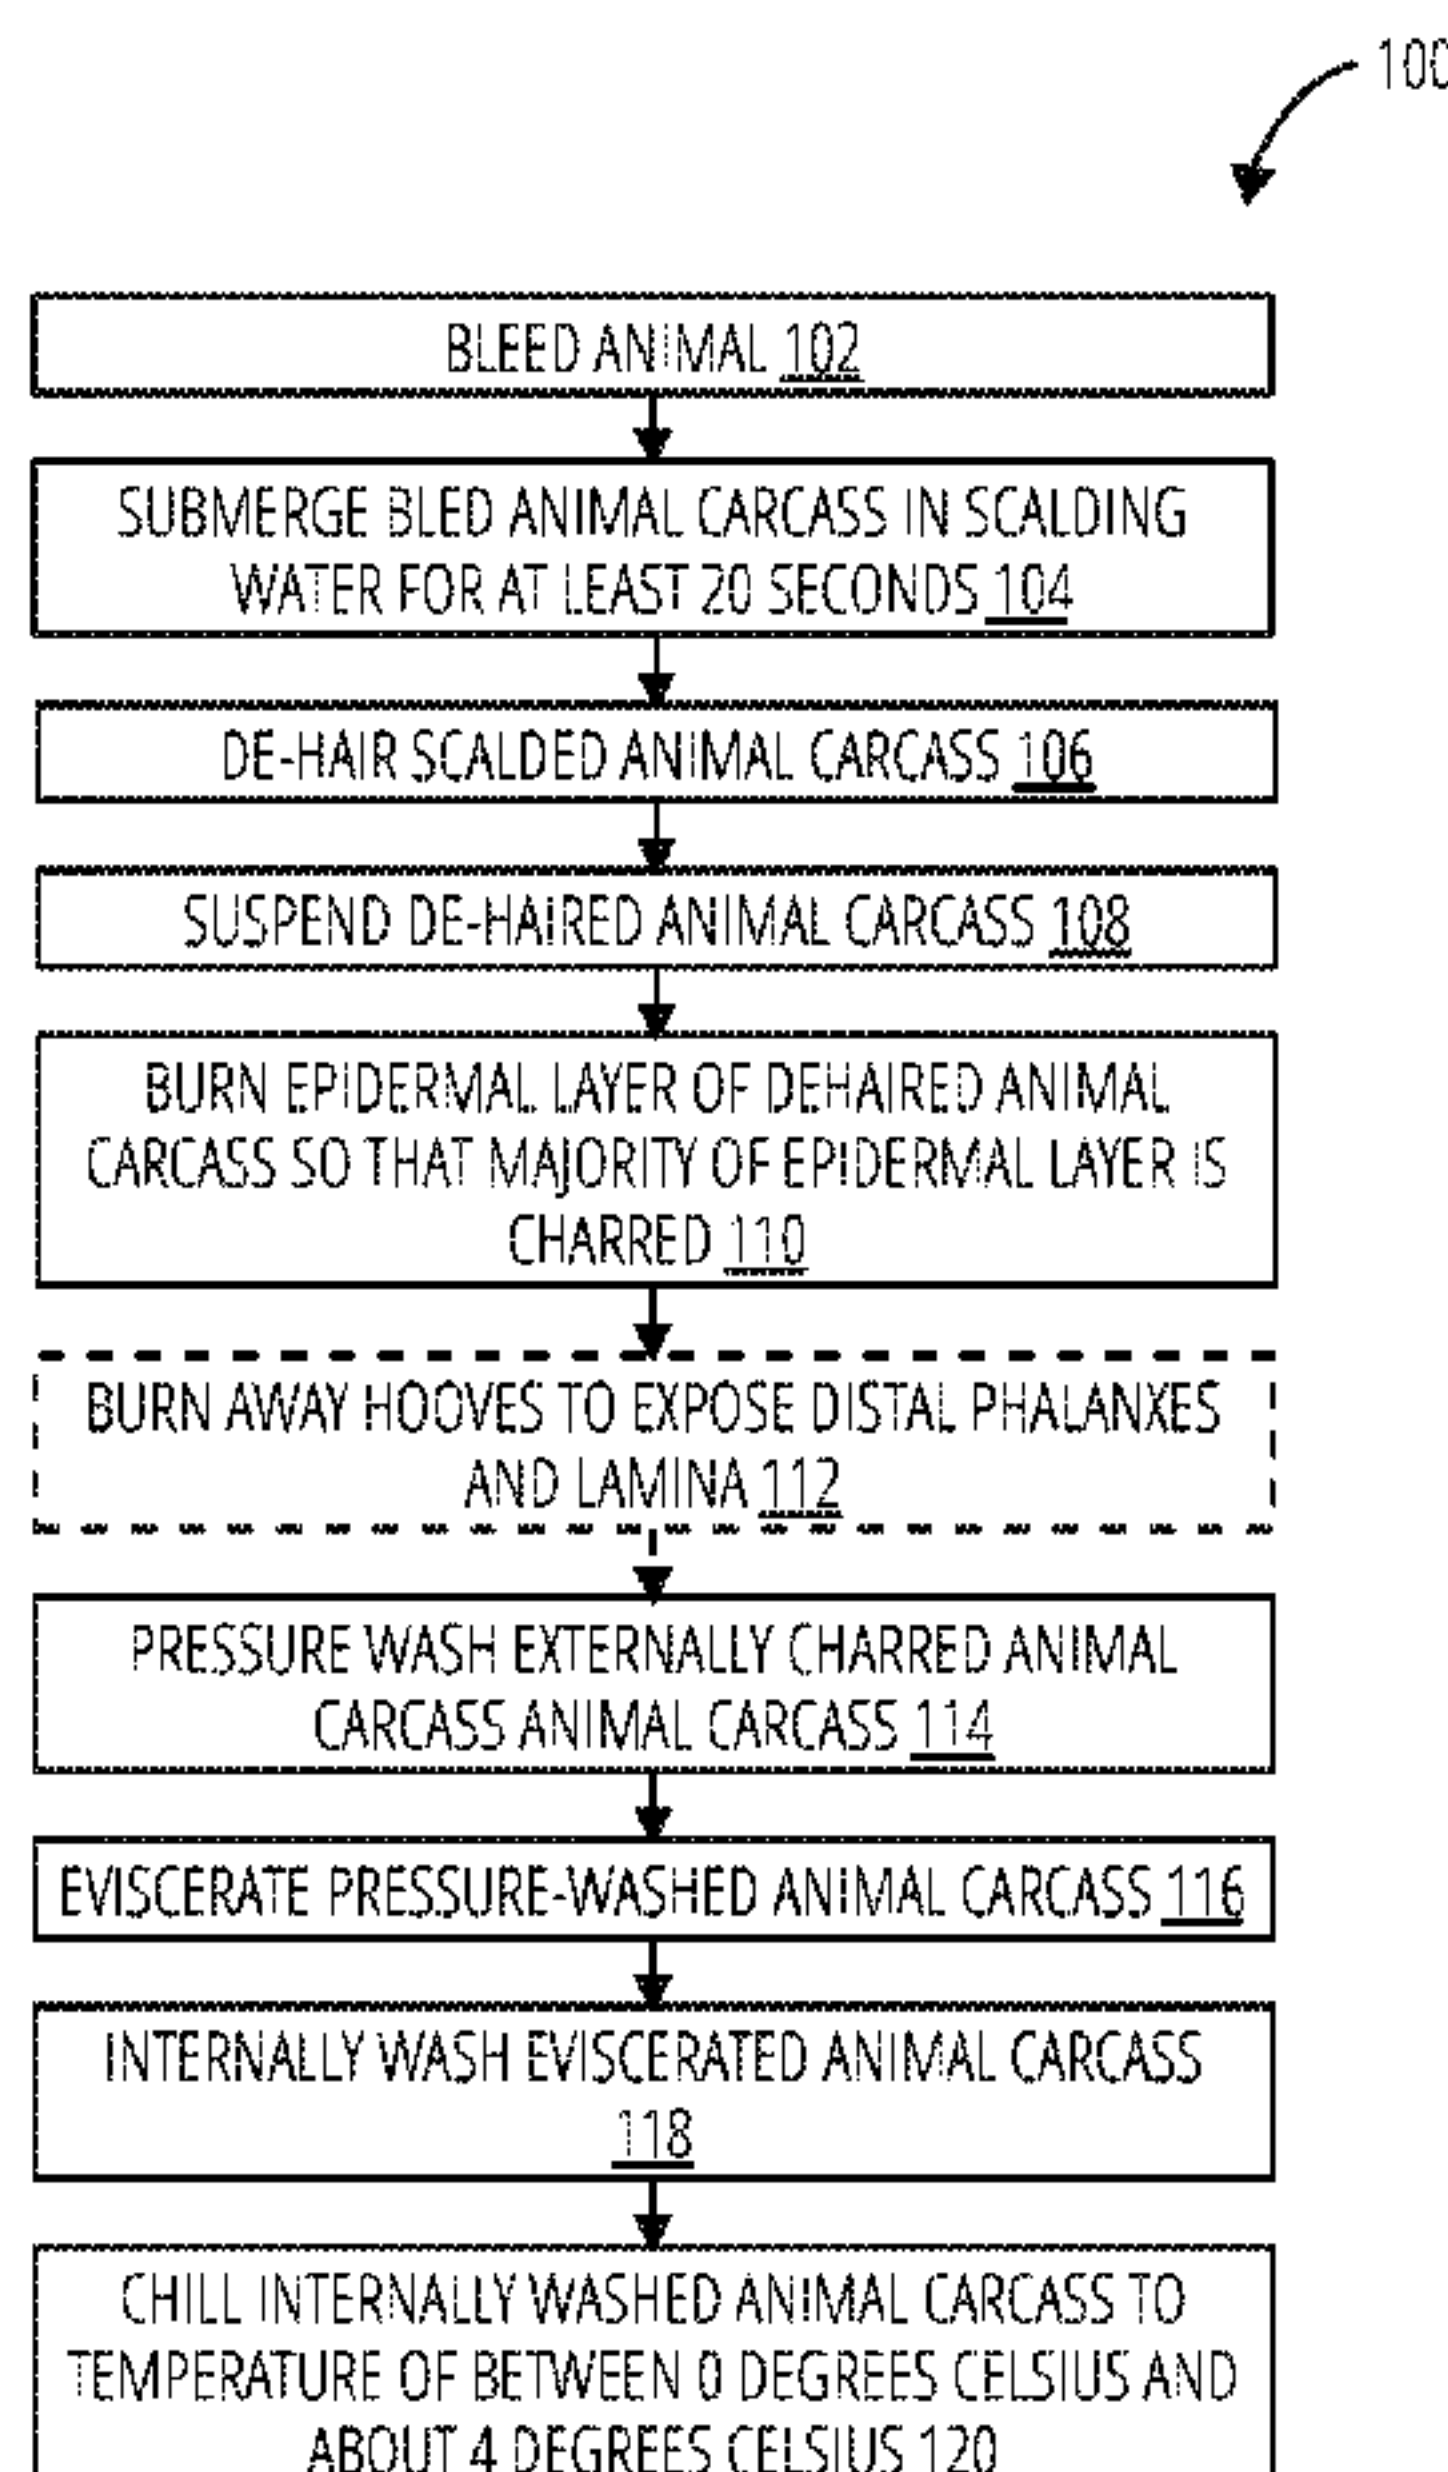 100
BLEED ANIMAL 102
SUBMERGE BLED ANIMAL CARCASS IN SCALDING
WATER FOR AT LEAST 20 SECONDS 104
DE-HAIR SCALDED ANIMAL CARCASS 106
SUSPEND DE-HAIRED ANIMAL CARCASS 108
BURN EPIDERMAL LAYER OF DEHAIRED ANIMAL
CARCASS SO THAT MAJORITY OF EPIDERMAL LAYER IS
CHARRED 110
BURN AWAY HOOVES TO EXPOSE DISTAL PHALANXES
AND LAMINA 112
PRESSURE WASH EXTERNALLY CHARRED ANIMAL
CARCASS ANIMAL CARCASS 114
EVISCERATE PRESSURE-WASHED ANIMAL CARCASS 116
INTERNALLY WASH EVISCERATED ANIMAL CARCASS
118
CHILL INTERNALLY WASHED ANIMAL CARCASS TO
TEMPERATURE OF BETWEEN 0 DEGREES CELSIUS AND
ABOUT 4 DEGREES CELSIUS 120